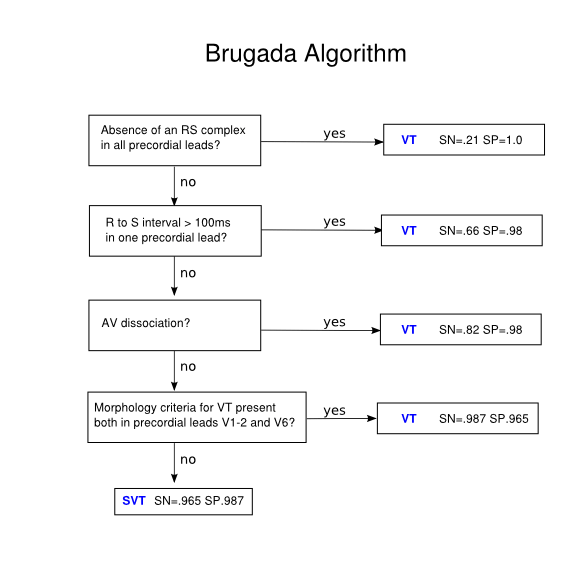 Brugada Algorithm
Absence of an RS complex
in all precordial leads?
yes
VT SN=.21 SP=1.0
no
R to S interval > 100ms
in one precordial lead?
yes
VT SN=.66 SP=.98
no
AV dissociation?
yes
VT SN=.82 SP=.98
no
Morphology criteria for VT present
both in precordial leads V1-2 and V6?
yes
VT SN=.987 SP.965
no
SVT SN=.965 SP.987